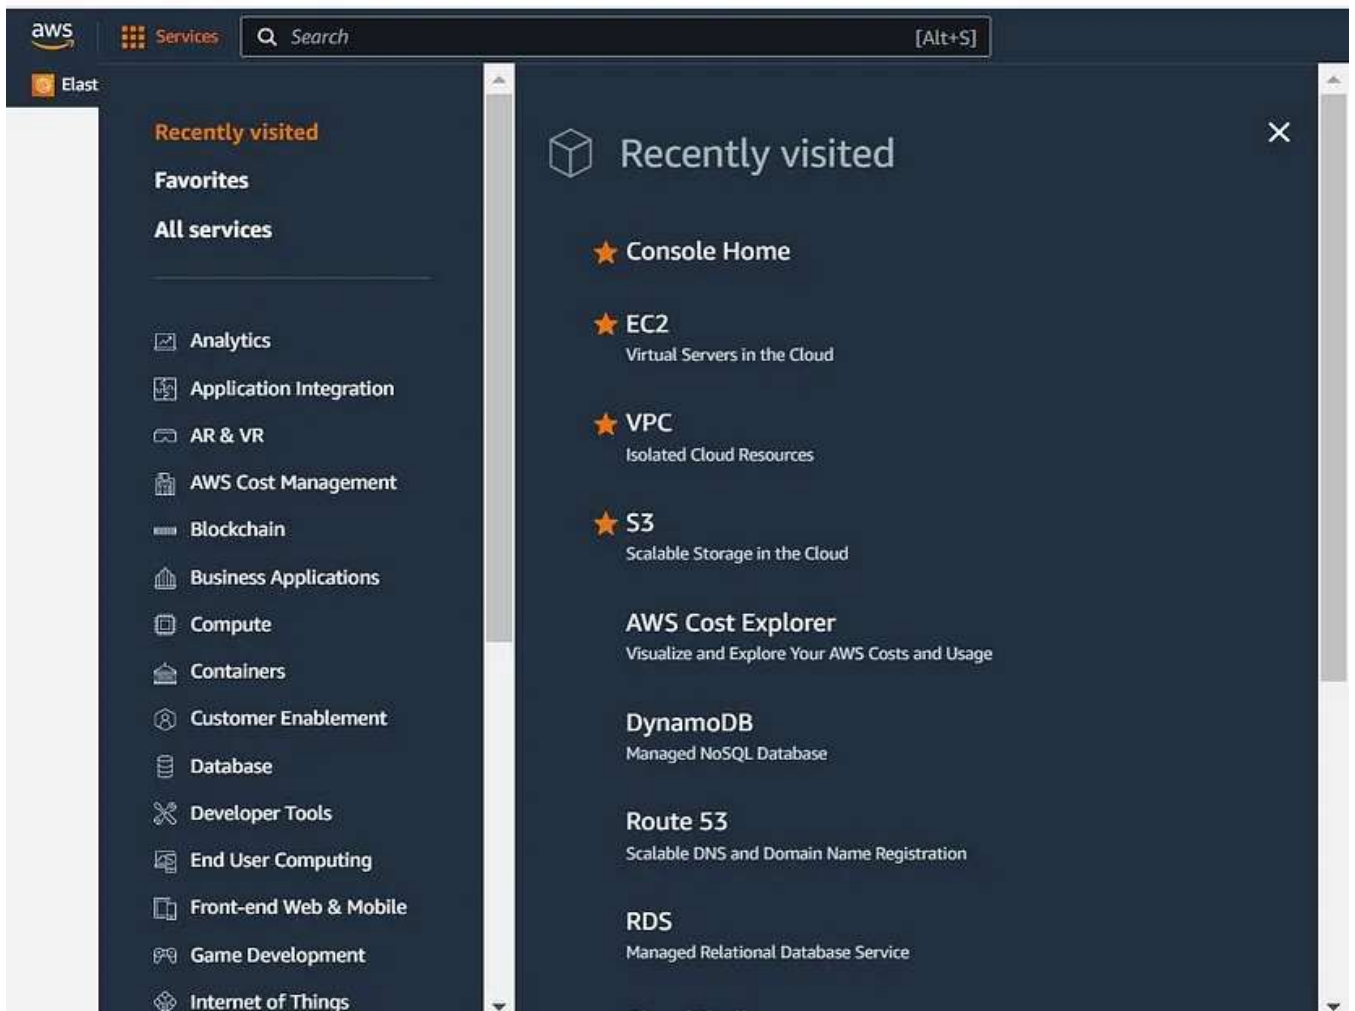 aws
Services
Search
[Alt+S]
Elast
Recently visited
Favorites
All services
Analytics
Application Integration
AR & VR
AWS Cost Management
Blockchain
Business Applications
Compute
Containers
Customer Enablement
Database
Developer Tools
End User Computing
Front-end Web & Mobile
Game Development
Internet of Things
Recently visited
Console Home
EC2
Virtual Servers in the Cloud
VPC
Isolated Cloud Resources
S3
Scalable Storage in the Cloud
AWS Cost Explorer
Visualize and Explore Your AWS Costs and Usage
DynamoDB
Managed NoSQL Database
Route 53
Scalable DNS and Domain Name Registration
RDS
Managed Relational Database Service